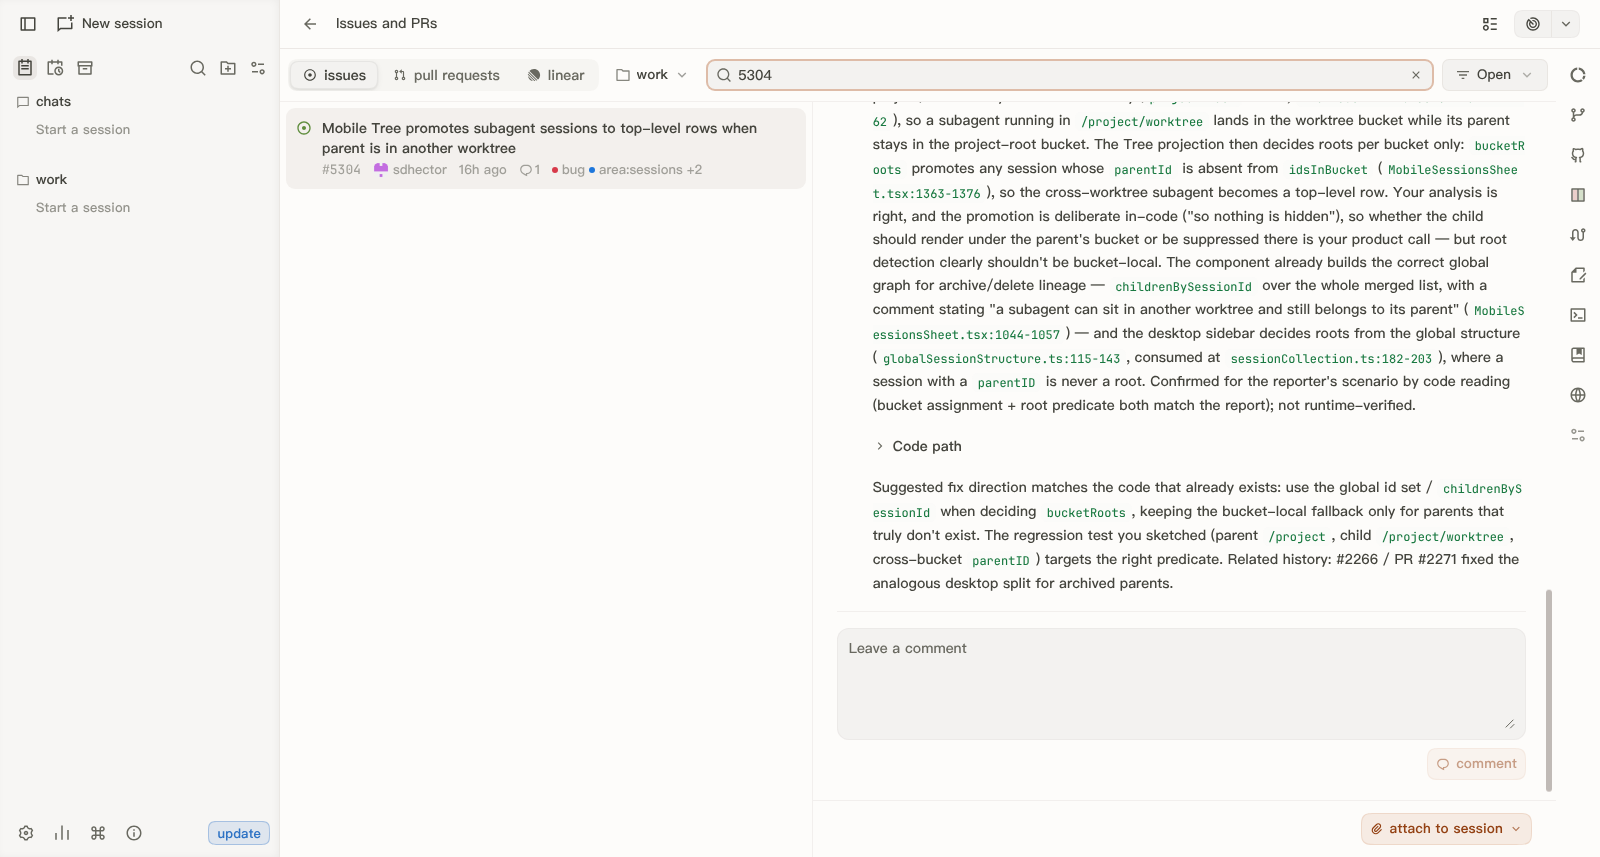 New session
Issues and PRs
issues
pull requests
linear
work
5304
Open
chats
Start a session
work
Start a session
Mobile Tree promotes subagent sessions to top-level rows when
parent is in another worktree
#5304 sdhector 16h ago 1 bug area:sessions +2
62 ), so a subagent running in /project/worktree lands in the worktree bucket while its parent
stays in the project-root bucket. The Tree projection then decides roots per bucket only: bucketR
oots promotes any session whose parentId is absent from idsInBucket ( MobileSessionsShee
t.tsx:1363-1376 ), so the cross-worktree subagent becomes a top-level row. Your analysis is
right, and the promotion is deliberate in-code ("so nothing is hidden"), so whether the child
should render under the parent's bucket or be suppressed there is your product call — but root
detection clearly shouldn't be bucket-local. The component already builds the correct global
graph for archive/delete lineage — childrenBySessionId over the whole merged list, with a
comment stating "a subagent can sit in another worktree and still belongs to its parent" ( MobileS
essionsSheet.tsx:1044-1057 ) — and the desktop sidebar decides roots from the global structure
( globalSessionStructure.ts:115-143 , consumed at sessionCollection.ts:182-203 ), where a
session with a parentID is never a root. Confirmed for the reporter's scenario by code reading
(bucket assignment + root predicate both match the report); not runtime-verified.
Code path
Suggested fix direction matches the code that already exists: use the global id set / childrenByS
essionId when deciding bucketRoots , keeping the bucket-local fallback only for parents that
truly don't exist. The regression test you sketched (parent /project , child /project/worktree ,
cross-bucket parentID ) targets the right predicate. Related history: #2266 / PR #2271 fixed the
analogous desktop split for archived parents.
Leave a comment
comment
attach to session
update